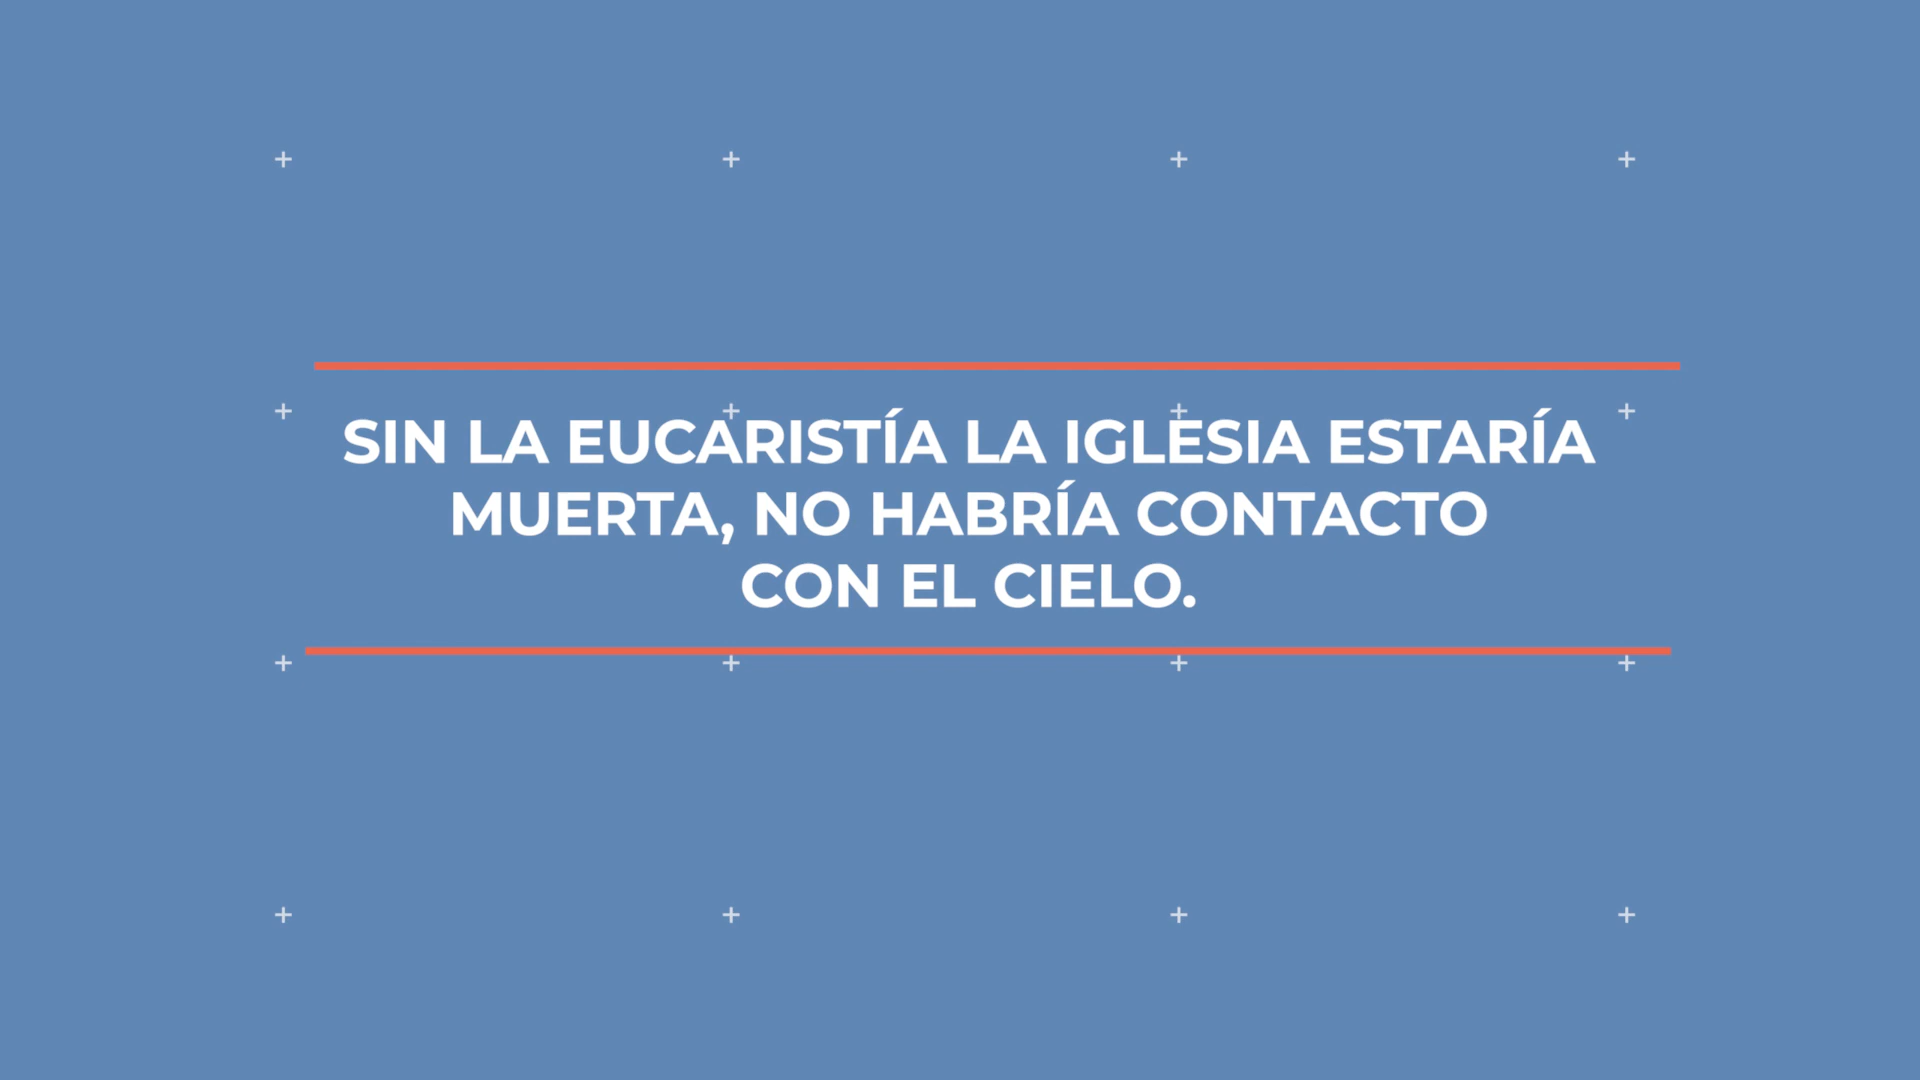 SIN LA EUCARISTÍA LA IGLESIA ESTARÍA
MUERTA, NO HABRÍA CONTACTO
CON EL CIELO.